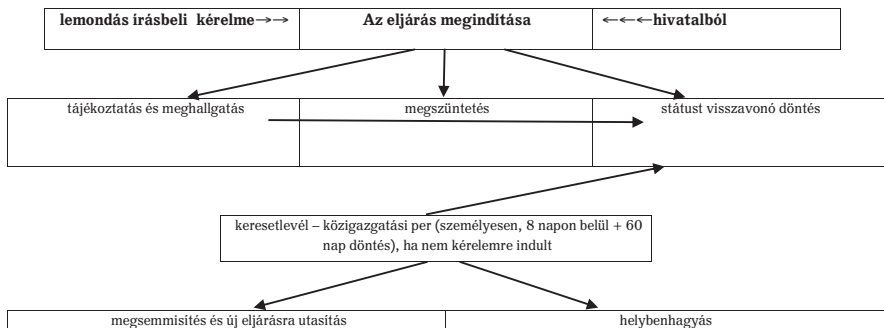 lemondás írásbeli kérelme→→ Az eljárás megindítása ←←←hivatalból
tájékoztatás és meghallgatás megszüntetés státust visszavonó döntés
keresetlevél – közigazgatási per (személyesen, 8 napon belül + 60
nap döntés), ha nem kérelemre indult
megsemmisítés és új eljárásra utasítás helybenhagyás